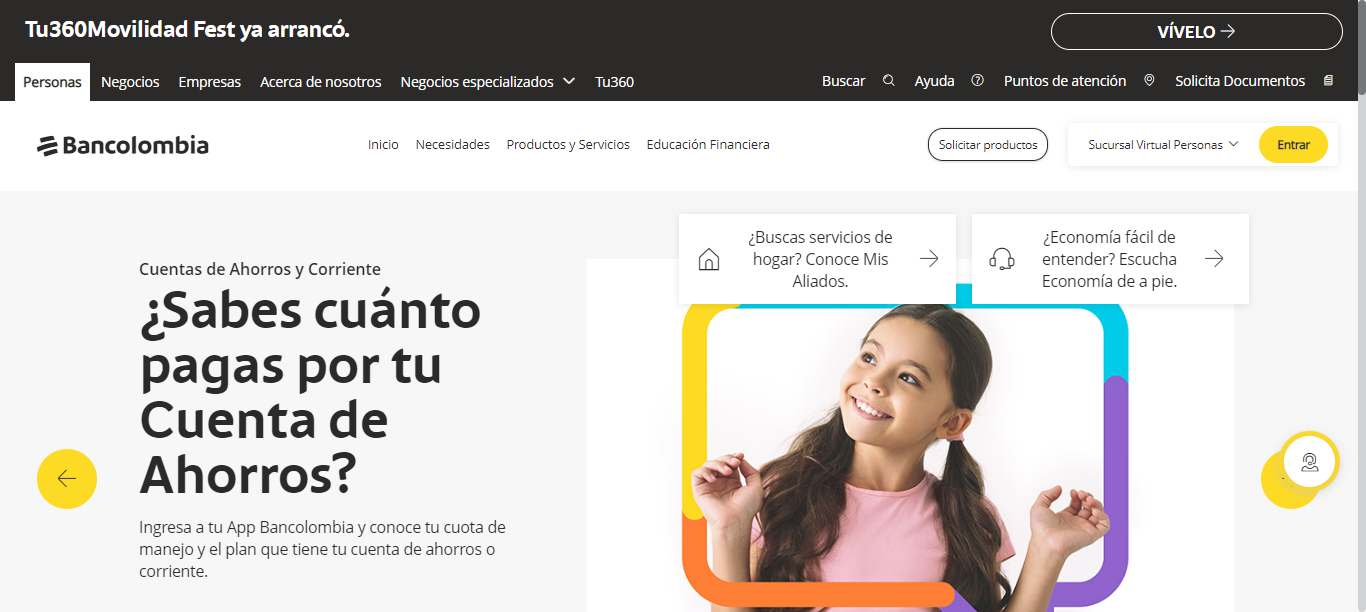 Tu360Movilidad Fest ya arrancó.
VÍVELO
Personas Negocios Empresas Acerca de nosotros Negocios especializados Tu360
Buscar Ayuda Puntos de atención Solicita Documentos
Bancolombia
Inicio Necesidades Productos y Servicios Educación Financiera
Solicitar productos
Sucursal Virtual Personas
Entrar
¿Buscas servicios de
hogar? Conoce Mis
Aliados.
¿Economía fácil de
entender? Escucha
Economía de a pie.
Cuentas de Ahorros y Corriente
¿Sabes cuánto
pagas por tu
Cuenta de
Ahorros?
Ingresa a tu App Bancolombia y conoce tu cuota de
manejo y el plan que tiene tu cuenta de ahorros o
corriente.